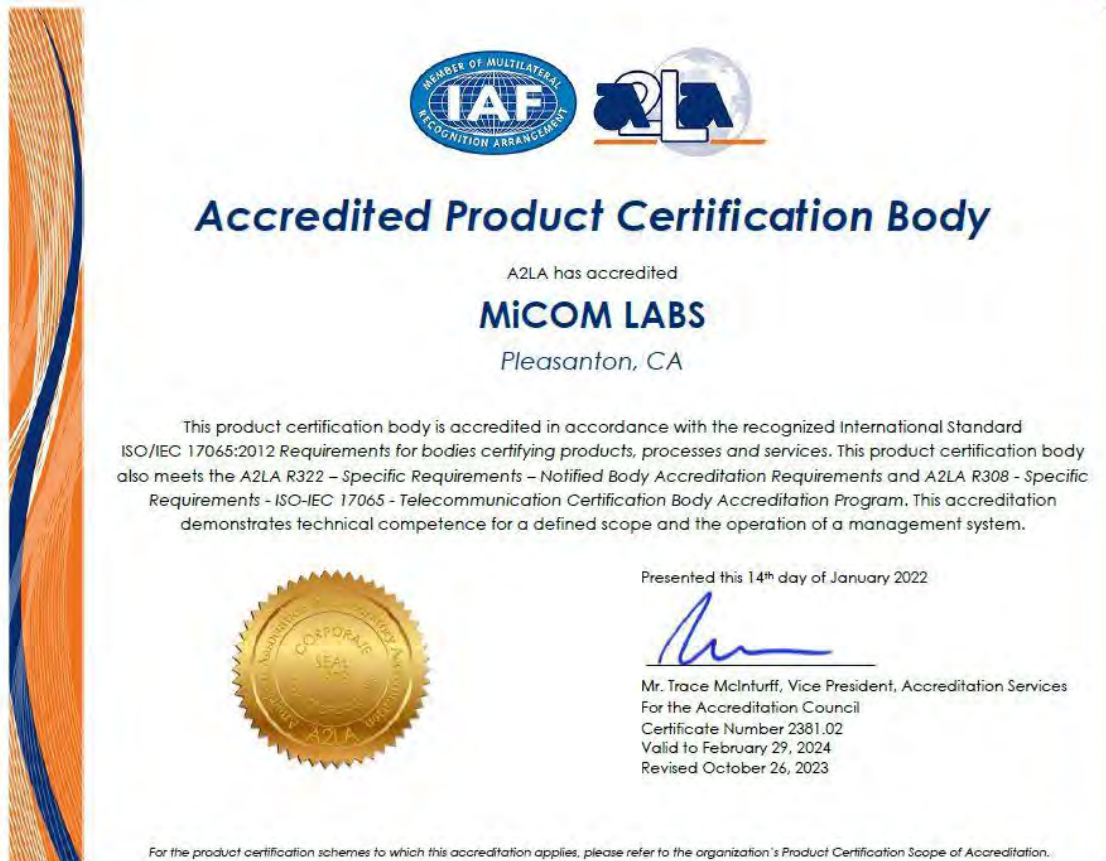 MEMBER OF MULTILATERAL
IAF
RECOGNITION ARRANGEMENT
A2LA
Accredited Product Certification Body
A2LA has accredited
MiCOM LABS
Pleasanton, CA
This product certification body is accredited in accordance with the recognized International Standard
ISO/IEC 17065:2012 Requirements for bodies certifying products, processes and services. This product certification body
also meets the A2LA R322 – Specific Requirements – Notified Body Accreditation Requirements and A2LA R308 - Specific
Requirements - ISO-IEC 17065 - Telecommunication Certification Body Accreditation Program. This accreditation
demonstrates technical competence for a defined scope and the operation of a management system.
CORPORATE
SEAL
A2LA
Presented this 14th day of January 2022
Mr. Trace McInturff, Vice President, Accreditation Services
For the Accreditation Council
Certificate Number 2381.02
Valid to February 29, 2024
Revised October 26, 2023
For the product certification schemes to which this accreditation applies, please refer to the organization's Product Certification Scope of Accreditation.